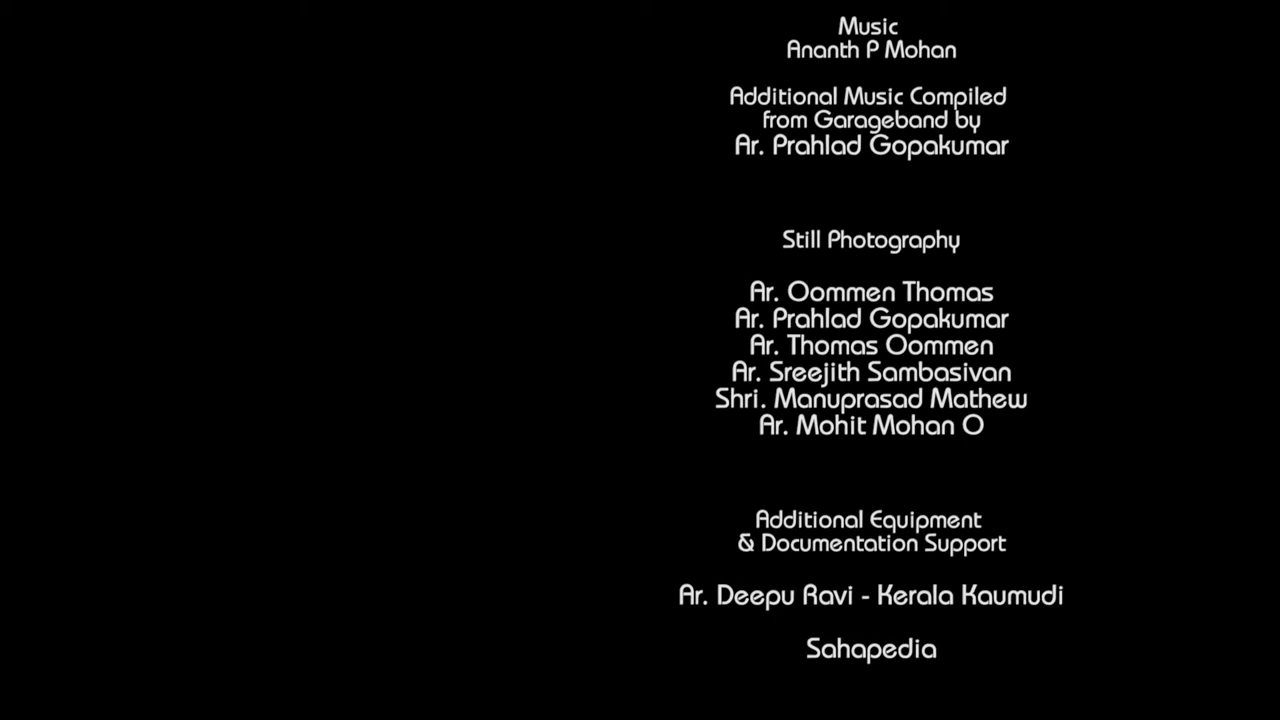 Music
Ananth P Mohan
Additional Music Compiled
from Garageband by
Ar. Prahlad Gopakumar
Still Photography
Ar. Oommen Thomas
Ar. Prahlad Gopakumar
Ar. Thomas Oommen
Ar. Sreejith Sambasivan
Shri. Manuprasad Mathew
Ar. Mohit Mohan O
Additional Equipment
& Documentation Support
Ar. Deepu Ravi - Kerala Kaumudi
Sahapedia